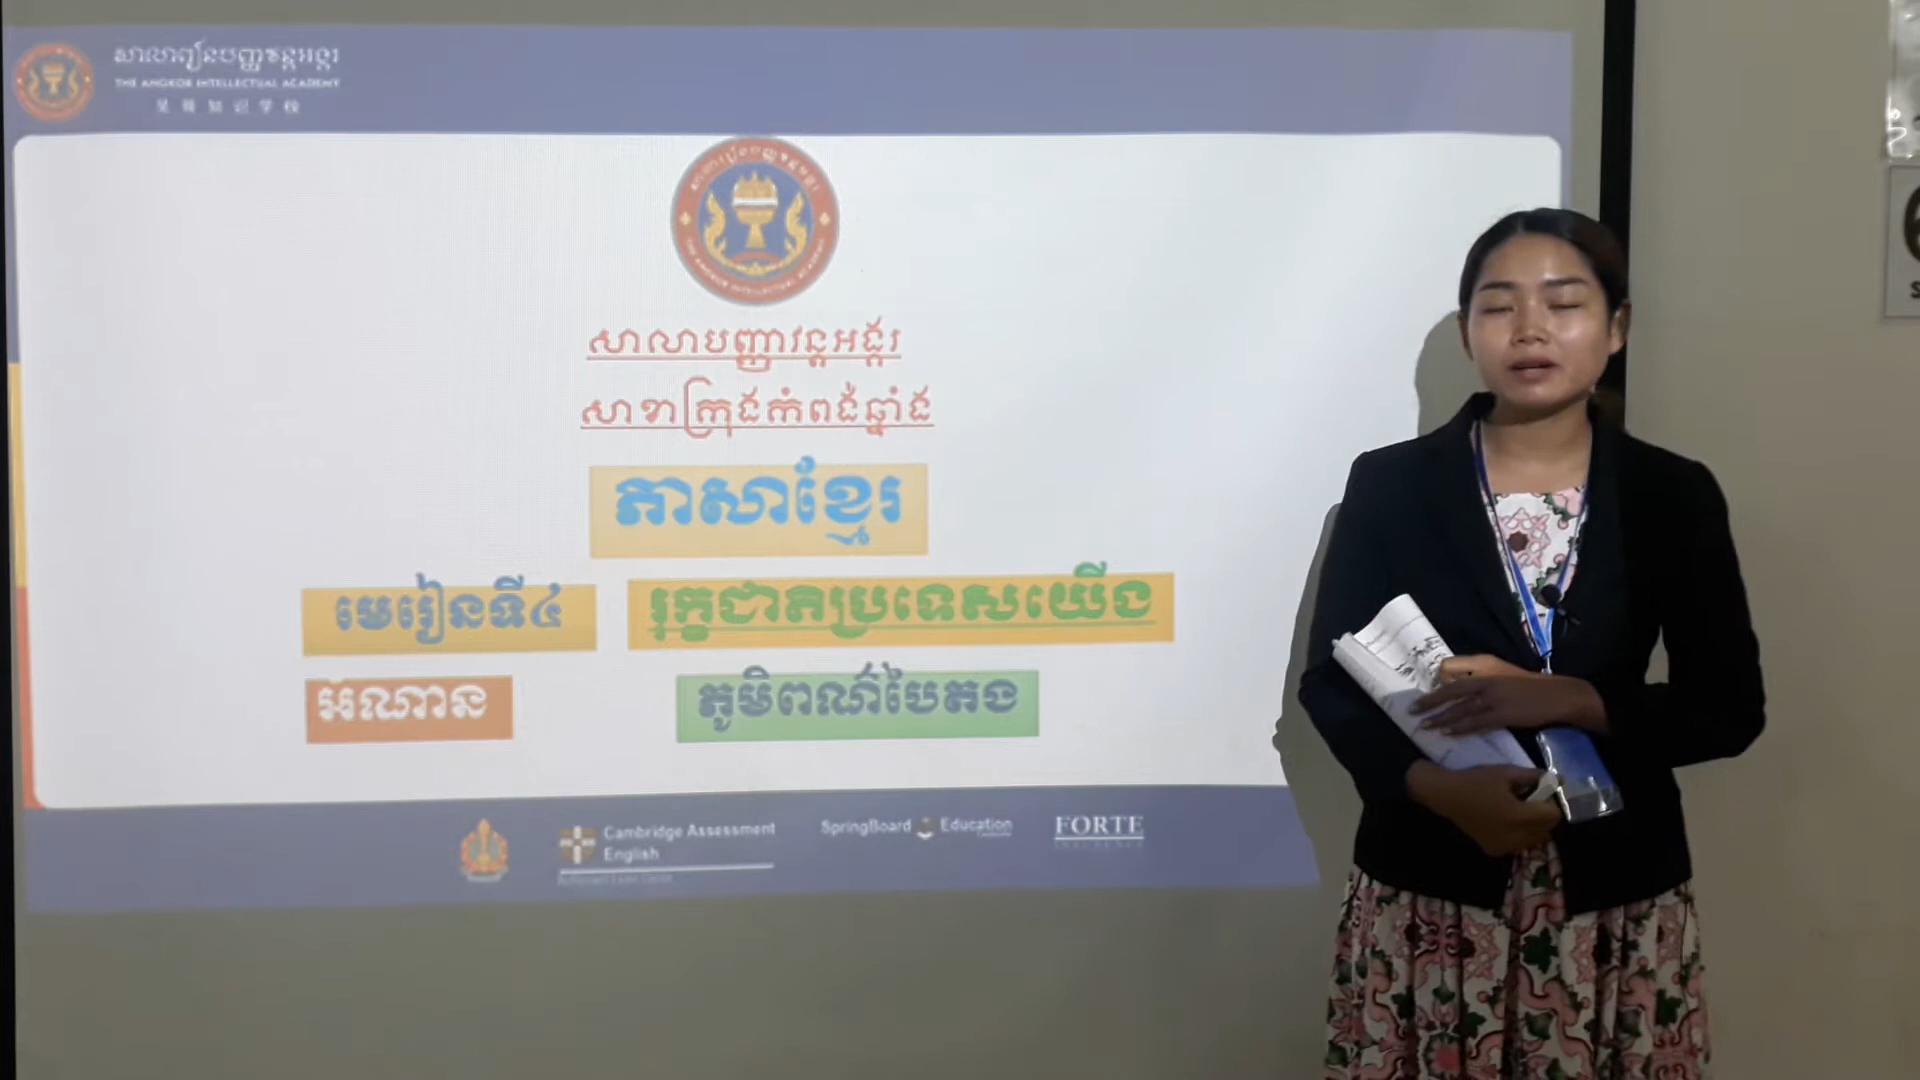 សាលារៀនបញ្ញវន្តអង្គរ
THE ANGKOR INTELLECTUAL ACADEMY
សាលាបញ្ញាវន្តអង្គរ
សាខាក្រុងកំពង់ឆ្នាំង
ភាសាខ្មែរ
មេរៀនទី៤ រុក្ខជាតិប្រទេសយើង
អំណាន ភូមិពណ៌បៃតង
Cambridge Assessment
English
SpringBoard Education
FORTE
INSURANCE